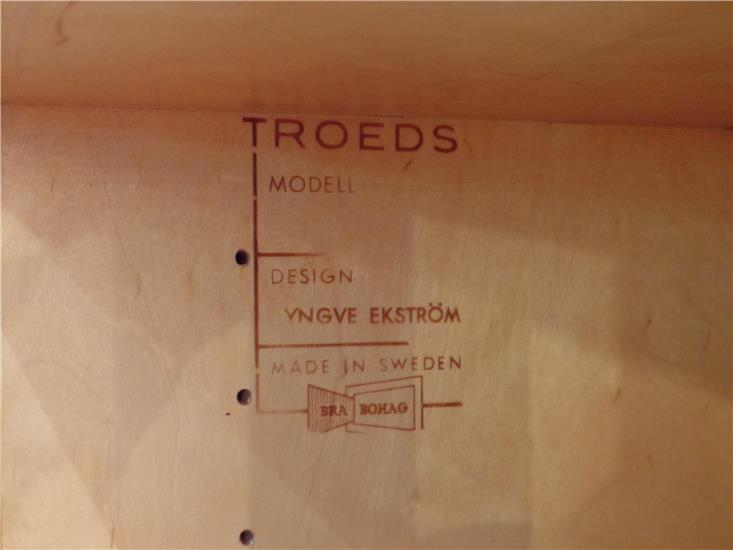 TROEDS
MODELL
DESIGN
YNGVE EKSTRÖM
MADE IN SWEDEN
BRA BOHAG